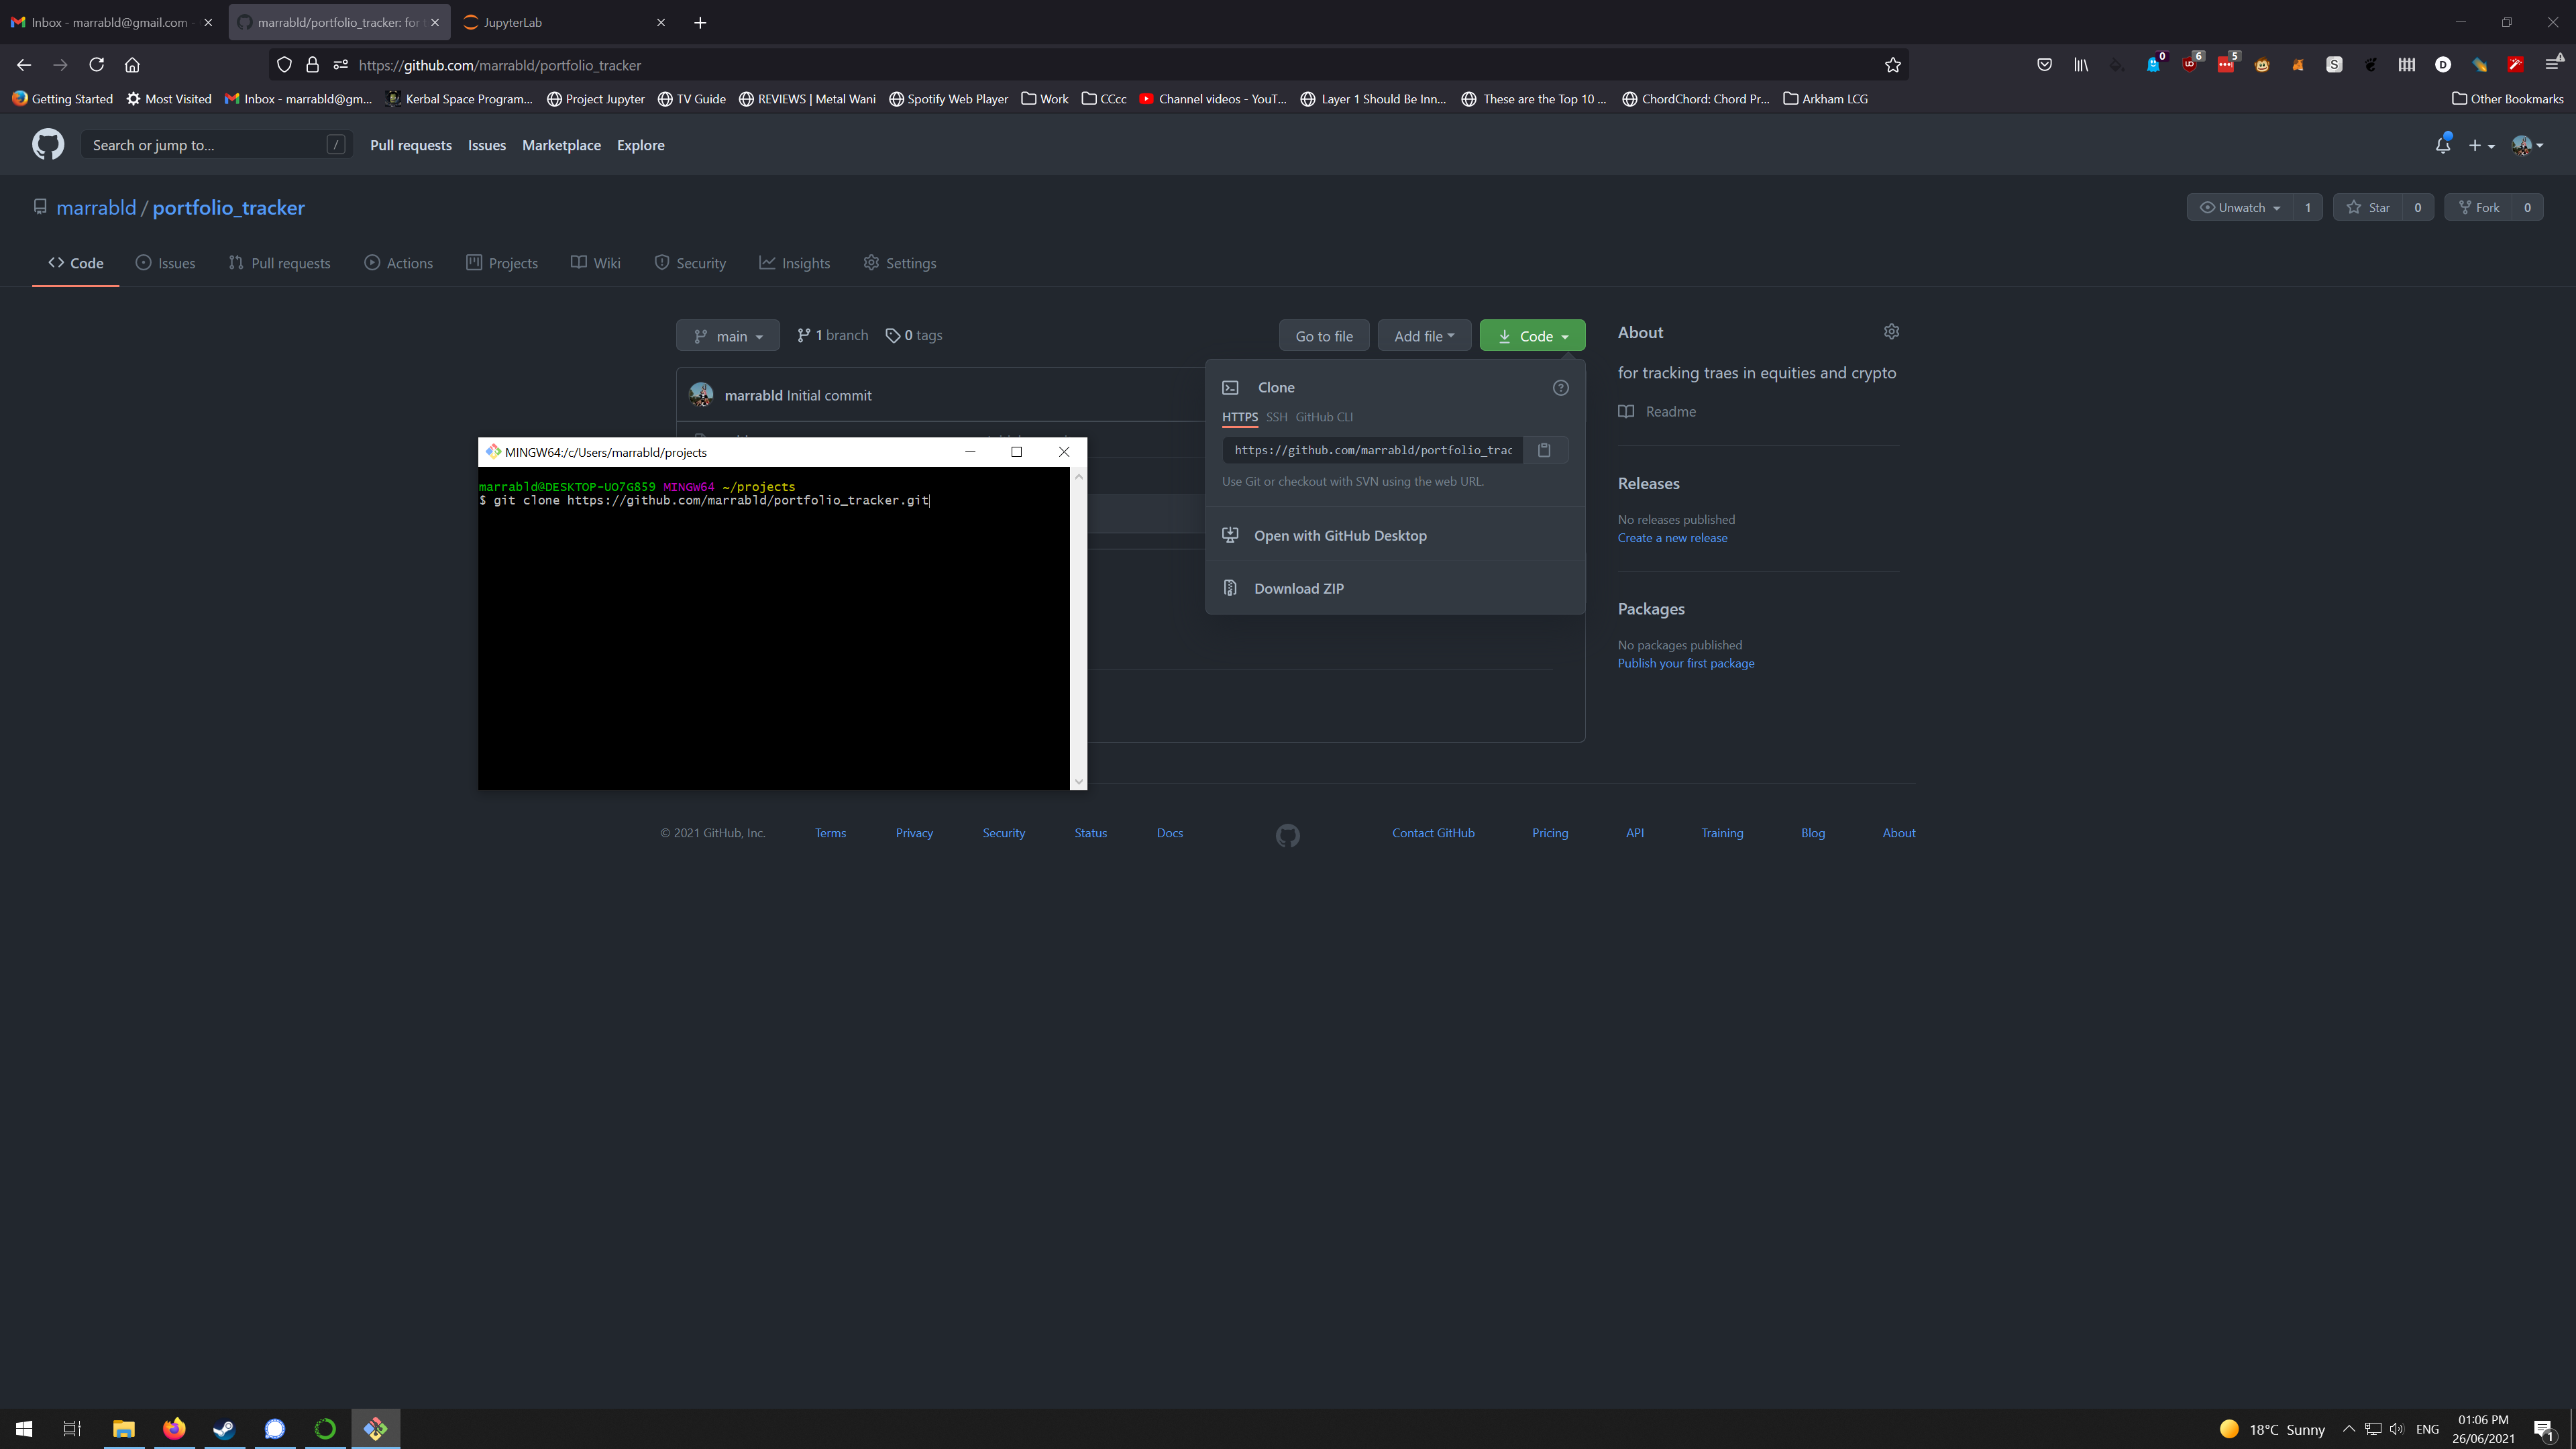 Inbox - marrabld@gmail.com -
marrabld/portfolio_tracker: for t
JupyterLab
https://github.com/marrabld/portfolio_tracker
0
6
5
S
D
Getting Started
Most Visited
Inbox - marrabld@gm...
Kerbal Space Program...
Project Jupyter
TV Guide
REVIEWS | Metal Wani
Spotify Web Player
Work
CCcc
Channel videos - YouT...
Layer 1 Should Be Inn...
These are the Top 10 ...
ChordChord: Chord Pr...
Arkham LCG
Other Bookmarks
Search or jump to...
/
Pull requests
Issues
Marketplace
Explore
marrabld / portfolio_tracker
Unwatch
1
Star
0
Fork
0
Code
Issues
Pull requests
Actions
Projects
Wiki
Security
Insights
Settings
main
1 branch
0 tags
Go to file
Add file
Code
About
for tracking traes in equities and crypto
Readme
Releases
No releases published
Create a new release
Packages
No packages published
Publish your first package
marrabld Initial commit
Clone
HTTPS
SSH
GitHub CLI
https://github.com/marrabld/portfolio_trac
Use Git or checkout with SVN using the web URL.
Open with GitHub Desktop
Download ZIP
MINGW64:/c/Users/marrabld/projects
marrabld@DESKTOP-UO7G859 MINGW64 ~/projects
$ git clone https://github.com/marrabld/portfolio_tracker.git
© 2021 GitHub, Inc.
Terms
Privacy
Security
Status
Docs
Contact GitHub
Pricing
API
Training
Blog
About
18°C Sunny
ENG
01:06 PM
26/06/2021
1